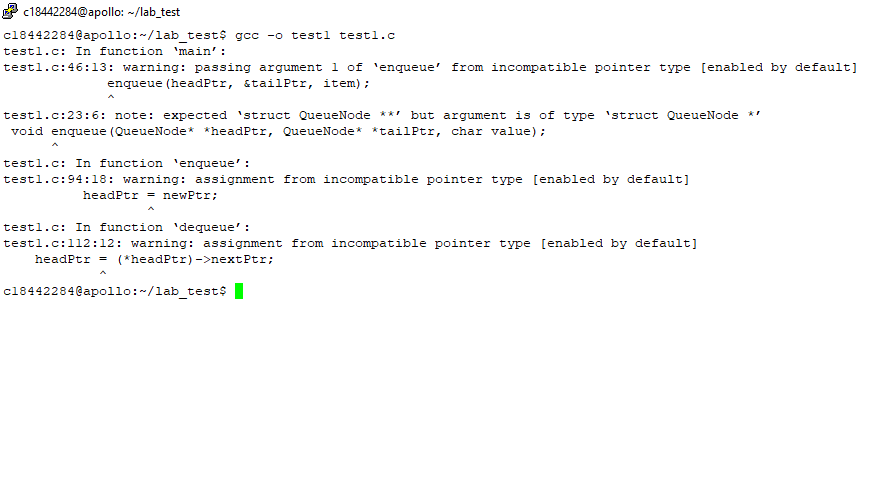 c18442284@apollo: ~/lab_test
c18442284@apollo:~/lab_test$ gcc -o test1 test1.c
test1.c: In function ‘main’:
test1.c:46:13: warning: passing argument 1 of ‘enqueue’ from incompatible pointer type [enabled by default]
             enqueue(headPtr, &tailPtr, item);
             ^
test1.c:23:6: note: expected ‘struct QueueNode **’ but argument is of type ‘struct QueueNode *’
 void enqueue(QueueNode* *headPtr, QueueNode* *tailPtr, char value);
      ^
test1.c: In function ‘enqueue’:
test1.c:94:18: warning: assignment from incompatible pointer type [enabled by default]
          headPtr = newPtr;
                  ^
test1.c: In function ‘dequeue’:
test1.c:112:12: warning: assignment from incompatible pointer type [enabled by default]
    headPtr = (*headPtr)->nextPtr;
            ^
c18442284@apollo:~/lab_test$